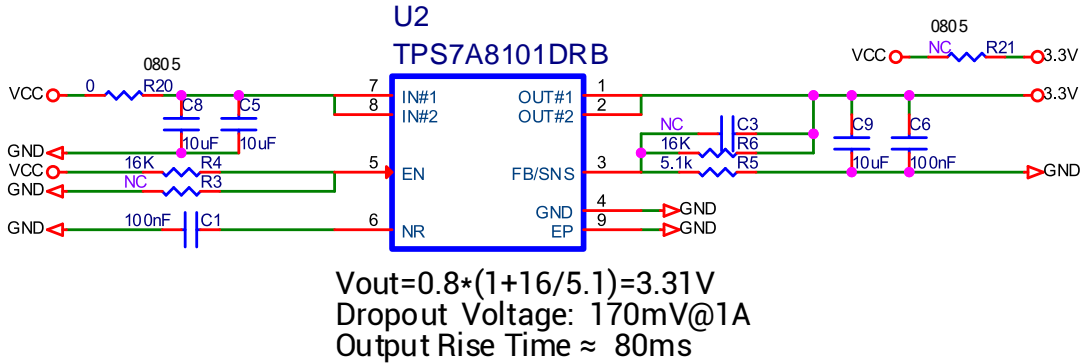 U2
TPS7A8101DRB
0805
VCC 0 R20
C8 C5
10uF 10uF
GND
VCC 16K R4
GND NC R3
GND 100nF C1
7 IN#1 OUT#1 1
8 IN#2 OUT#2 2
5 EN FB/SNS 3
GND 4 GND
6 NR EP 9 GND
0805
VCC NC R21 3.3V
3.3V
NC C3
16K R6
5.1k R5
C9 C6
10uF 100nF
GND
Vout=0.8*(1+16/5.1)=3.31V
Dropout Voltage: 170mV@1A
Output Rise Time ≈ 80ms